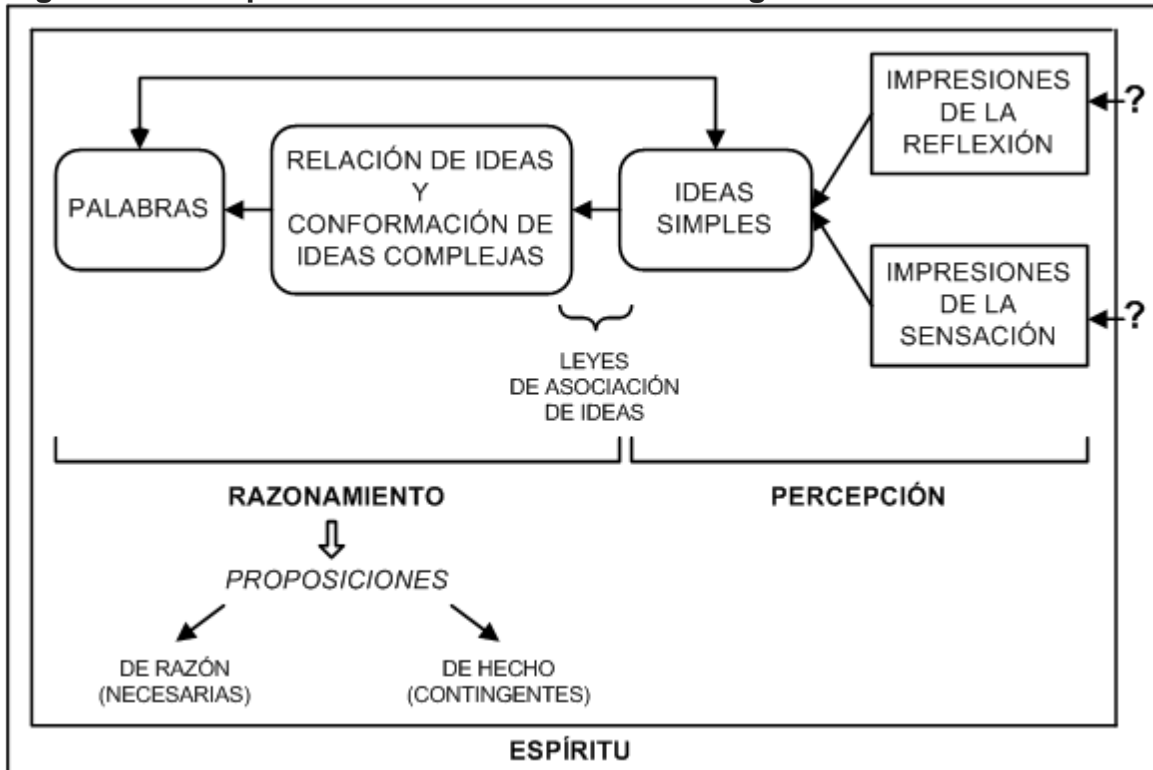 IMPRESIONES
DE LA
REFLEXIÓN
?
PALABRAS
RELACIÓN DE IDEAS
Y
CONFORMACIÓN DE
IDEAS COMPLEJAS
IDEAS
SIMPLES
IMPRESIONES
DE LA
SENSACIÓN
?
LEYES
DE ASOCIACIÓN
DE IDEAS
RAZONAMIENTO
PERCEPCIÓN
PROPOSICIONES
DE RAZÓN
(NECESARIAS)
DE HECHO
(CONTINGENTES)
ESPÍRITU